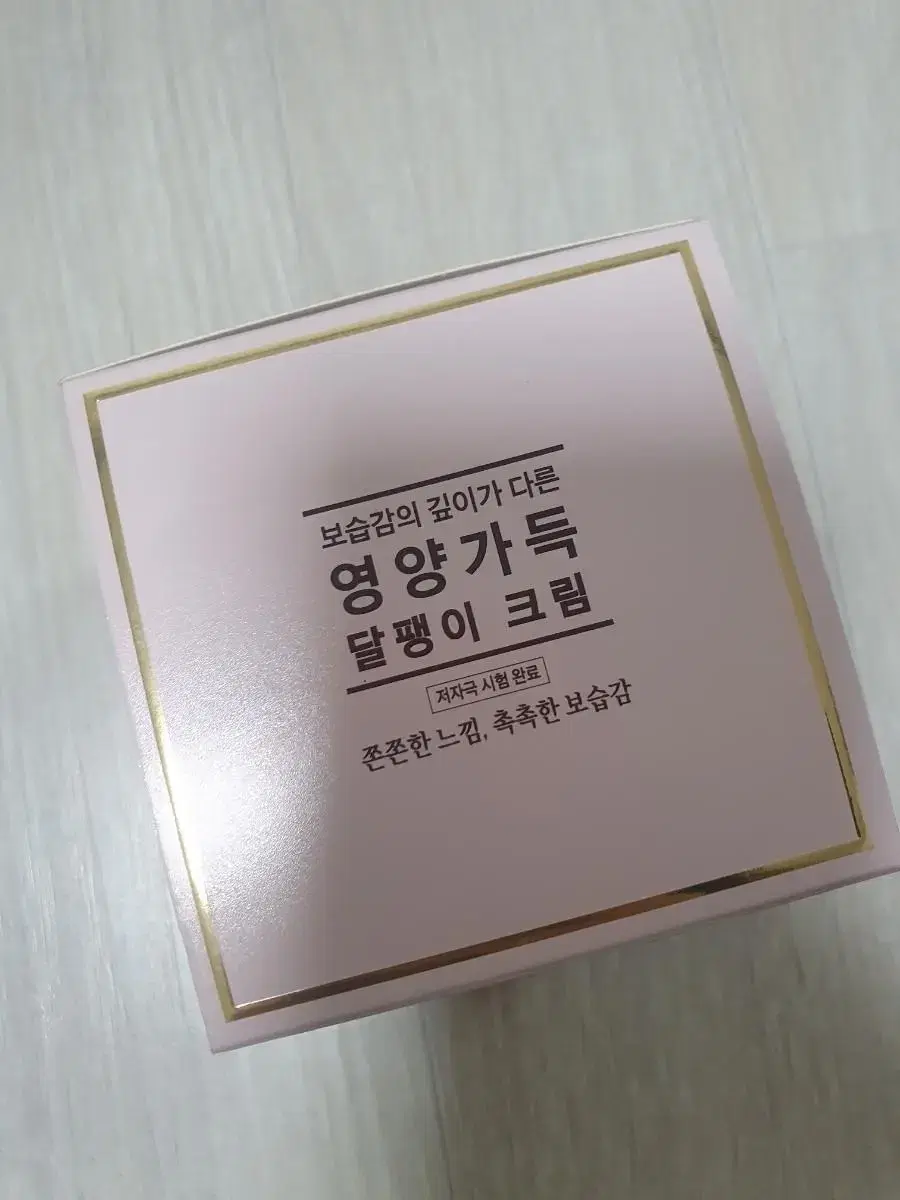 보습감의 깊이가 다른
영양가득
달팽이 크림
저자극 시험 완료
쫀쫀한 느낌, 촉촉한 보습감